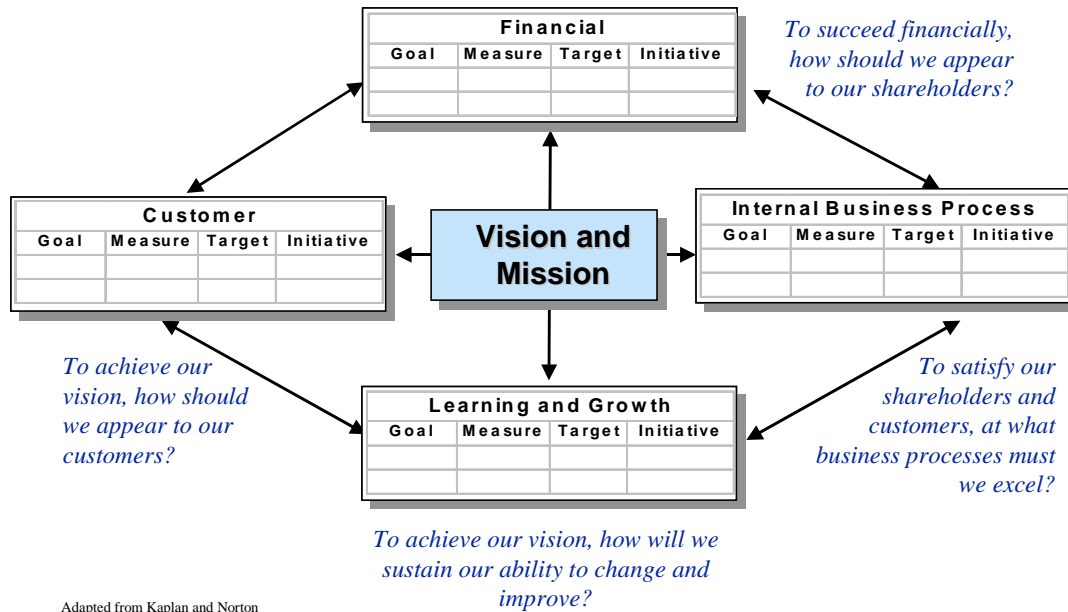 Financial
Goal Measure Target Initiative
To succeed financially,
how should we appear
to our shareholders?
Customer
Goal Measure Target Initiative
Vision and
Mission
Internal Business Process
Goal Measure Target Initiative
To achieve our
vision, how should
we appear to our
customers?
Learning and Growth
Goal Measure Target Initiative
To satisfy our
shareholders and
customers, at what
business processes must
we excel?
To achieve our vision, how will we
sustain our ability to change and
improve?
Adapted from Kaplan and Norton